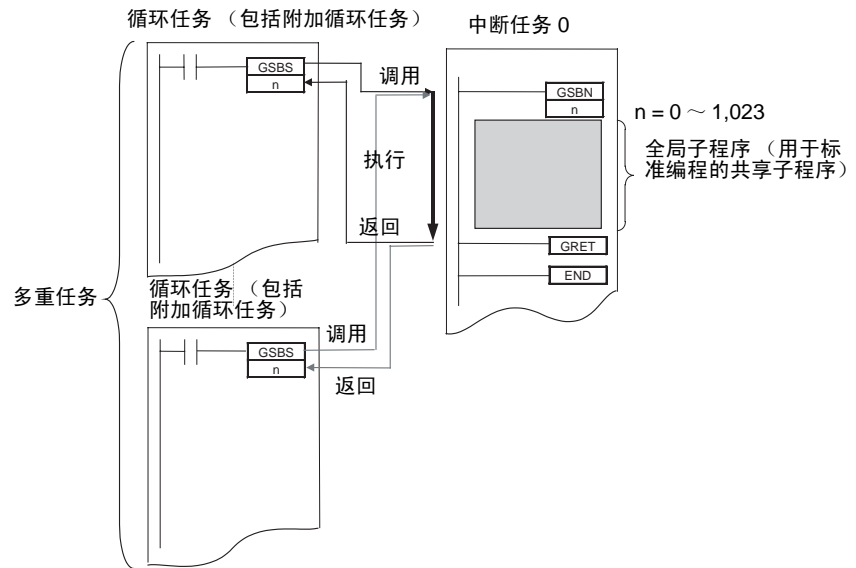 循环任务 （包括附加循环任务）
中断任务 0
GSBS
n
调用
GSBN
n
n = 0 ～ 1,023
执行
全局子程序 （用于标
准编程的共享子程序）
返回
GRET
END
多重任务
循环任务 （包括
附加循环任务）
调用
GSBS
n
返回